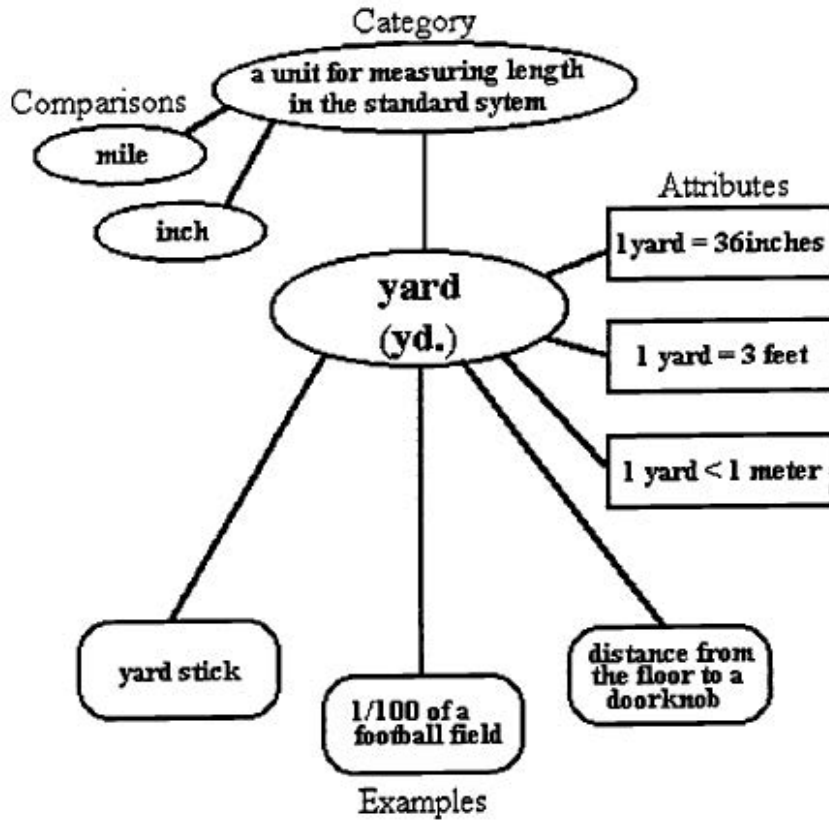 Category
a unit for measuring length
in the standard sytem
Comparisons
mile
inch
Attributes
1yard = 36inches
yard
(yd.)
1 yard = 3 feet
1 yard < 1 meter
yard stick
1/100 of a
football field
distance from
the floor to a
doorknob
Examples